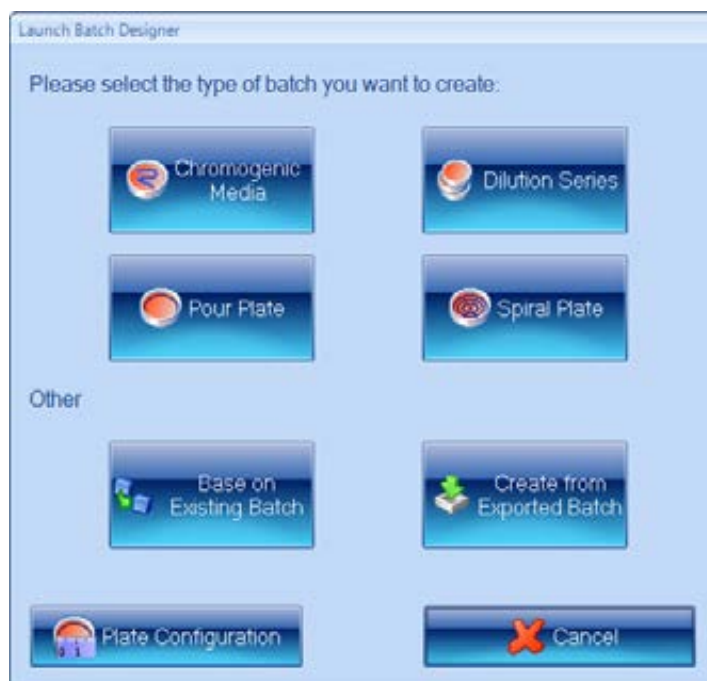 Launch Batch Designer
Please select the type of batch you want to create:
Chromogenic
Media
Dilution Series
Pour Plate
Spiral Plate
Other
Base on
Existing Batch
Create from
Exported Batch
Plate Configuration
Cancel